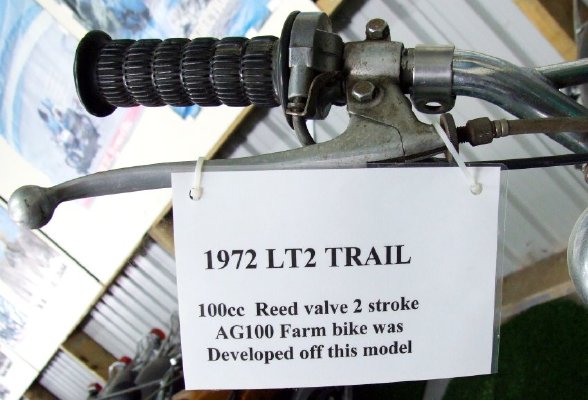 1972 LT2 TRAIL
100cc Reed valve 2 stroke
AG100 Farm bike was
Developed off this model